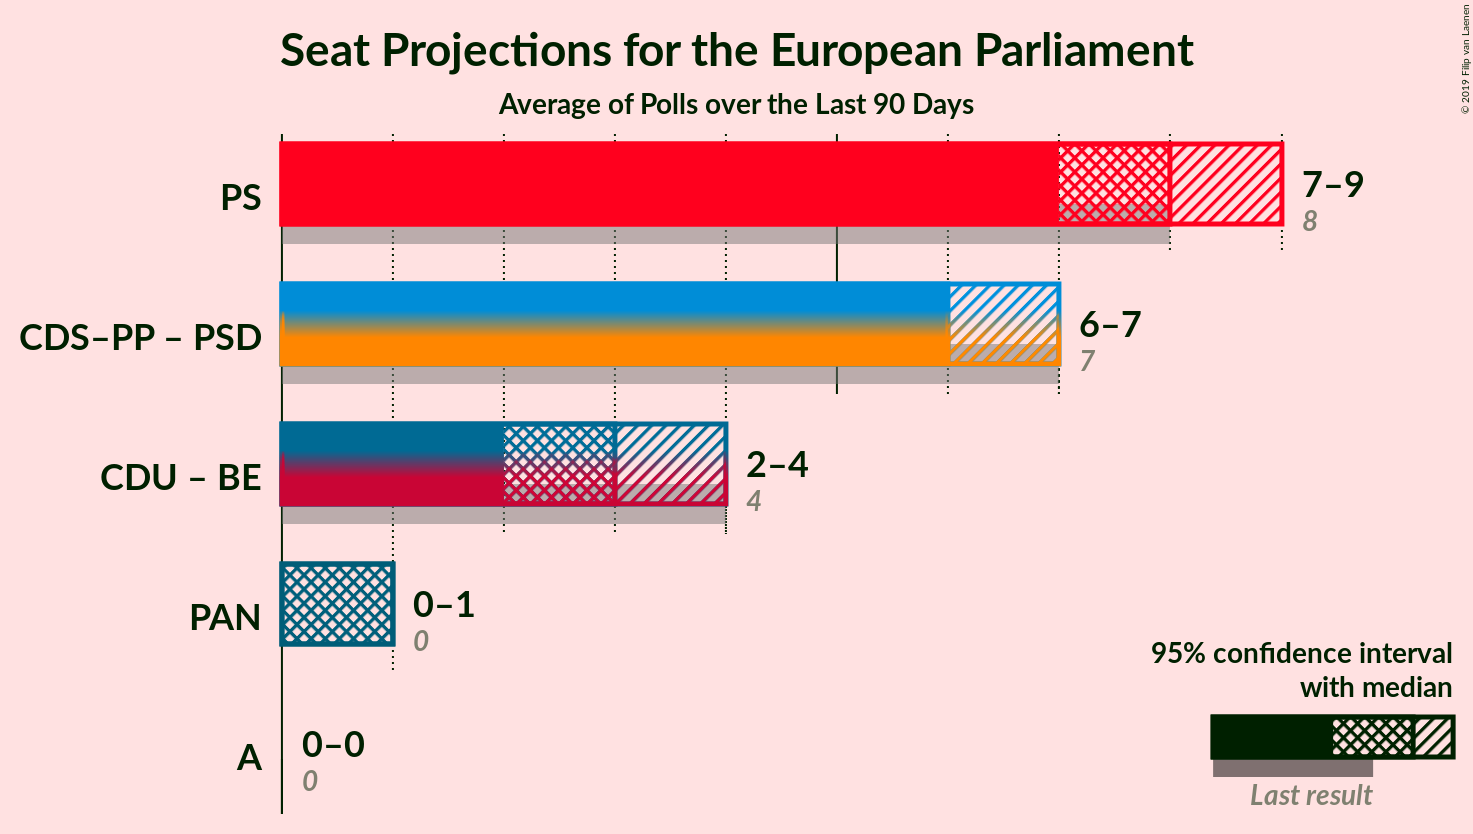 Seat Projections for the European Parliament
Average of Polls over the Last 90 Days
© 2019 Filip van Laenen
PS
7–9
8
CDS–PP – PSD
6–7
7
CDU – BE
2–4
4
PAN
0–1
0
A
0–0
0
95% confidence interval
with median
Last result